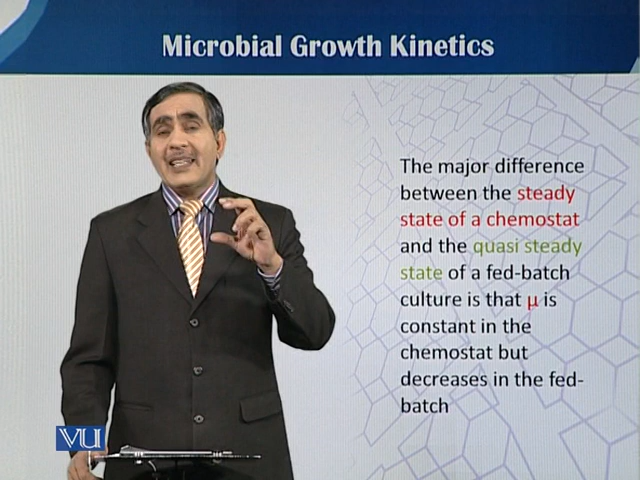 Microbial Growth Kinetics
The major difference
between the steady
state of a chemostat
and the quasi steady
state of a fed-batch
culture is that μ is
constant in the
chemostat but
decreases in the fed-
batch
VU